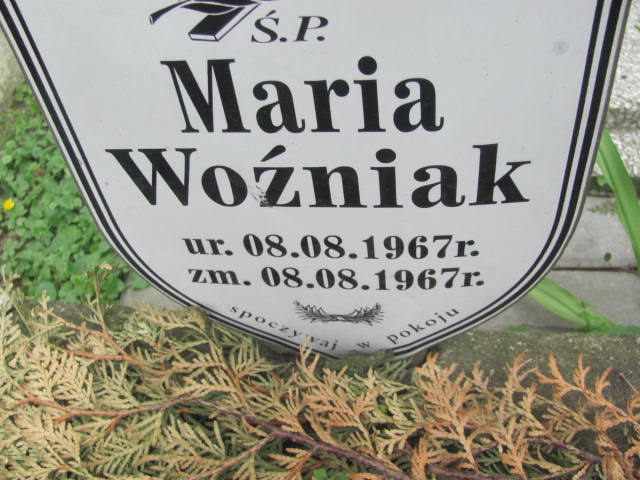 Ś.P.
Maria
Woźniak
ur. 08.08.1967r.
zm. 08.08.1967r.
spoczywaj w pokoju